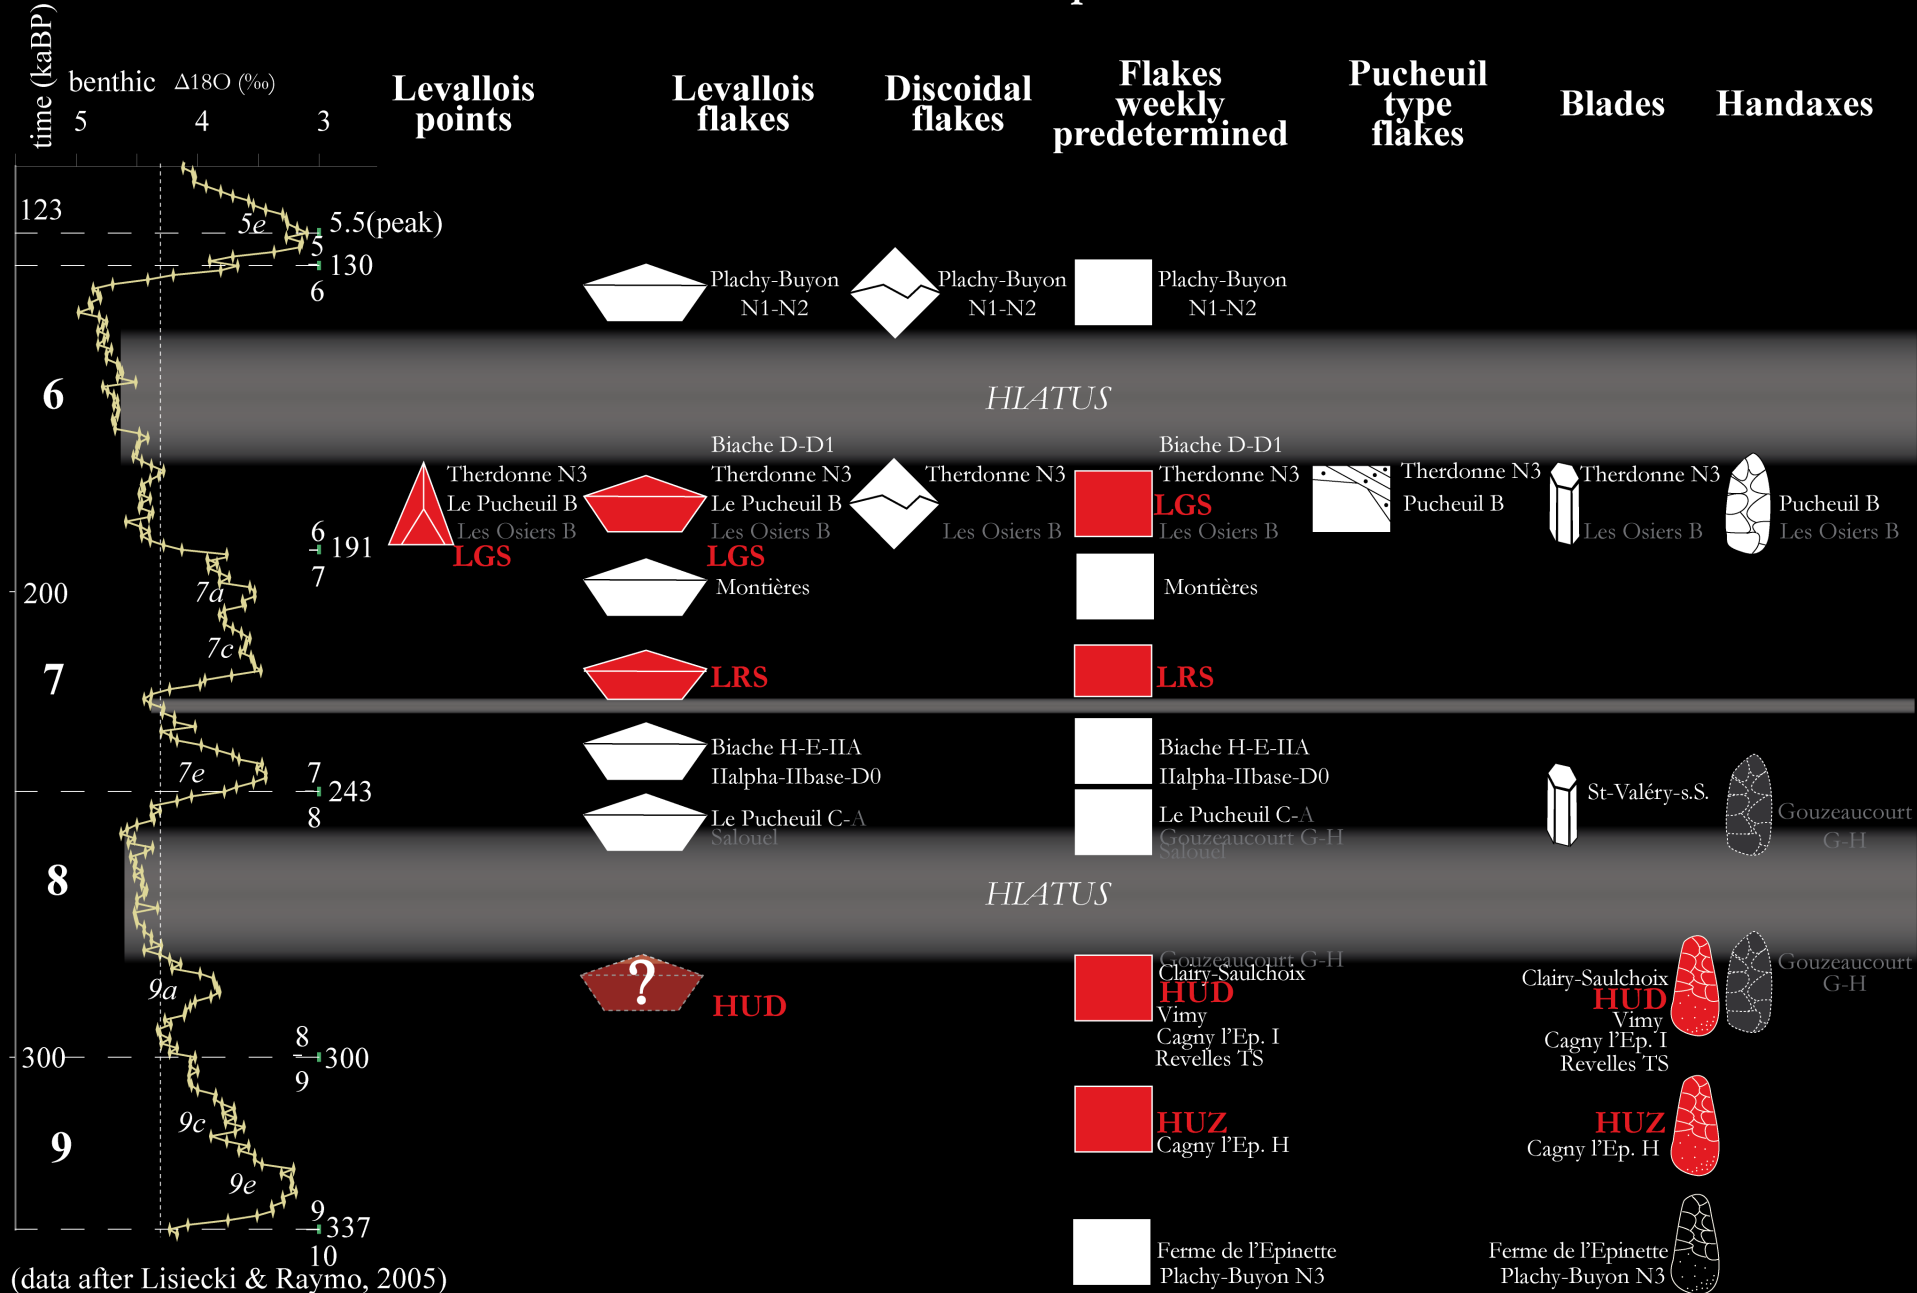 time (kaBP)
benthic Δ18O (‰)
5 4 3
Levallois
points
Levallois
flakes
Discoidal
flakes
Flakes
weekly
predetermined
Pucheuil
type
flakes
Blades
Handaxes
123
5e
5.5(peak)
5
130
6
Plachy-Buyon
N1-N2
Plachy-Buyon
N1-N2
Plachy-Buyon
N1-N2
6
HIATUS
Therdonne N3
Le Pucheuil B
Les Osiers B
LGS
Biache D-D1
Therdonne N3
Le Pucheuil B
Les Osiers B
LGS
Therdonne N3
Les Osiers B
Biache D-D1
Therdonne N3
LGS
Les Osiers B
Therdonne N3
Pucheuil B
Therdonne N3
Les Osiers B
Pucheuil B
Les Osiers B
6
191
7
7a
200
Montières
Montières
7c
7
LRS
LRS
7e
7
243
8
Biache H-E-IIA
IIalpha-IIbase-D0
Biache H-E-IIA
IIalpha-IIbase-D0
Le Pucheuil C-A
Salouel
Le Pucheuil C-A
Gouzeaucourt G-H
Salouel
St-Valéry-s.S.
Gouzeaucourt
G-H
8
HIATUS
9a
?
HUD
Gouzeaucourt G-H
Clairy-Saulchoix
HUD
Vimy
Cagny l'Ep. I
Revelles TS
Clairy-Saulchoix
HUD
Vimy
Cagny l'Ep. I
Revelles TS
Gouzeaucourt
G-H
300
8
300
9
9c
9
HUZ
Cagny l'Ep. H
HUZ
Cagny l'Ep. H
9e
9
337
10
Ferme de l'Epinette
Plachy-Buyon N3
Ferme de l'Epinette
Plachy-Buyon N3
(data after Lisiecki & Raymo, 2005)